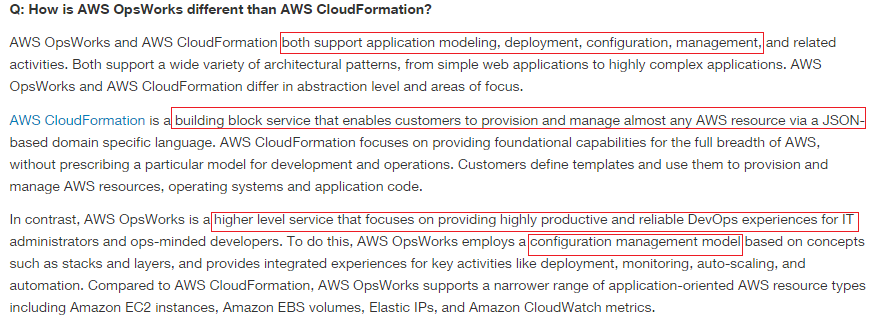 Q: How is AWS OpsWorks different than AWS CloudFormation?
AWS OpsWorks and AWS CloudFormation both support application modeling, deployment, configuration, management, and related
activities. Both support a wide variety of architectural patterns, from simple web applications to highly complex applications. AWS
OpsWorks and AWS CloudFormation differ in abstraction level and areas of focus.
AWS CloudFormation is a building block service that enables customers to provision and manage almost any AWS resource via a JSON-
based domain specific language. AWS CloudFormation focuses on providing foundational capabilities for the full breadth of AWS,
without prescribing a particular model for development and operations. Customers define templates and use them to provision and
manage AWS resources, operating systems and application code.
In contrast, AWS OpsWorks is a higher level service that focuses on providing highly productive and reliable DevOps experiences for IT
administrators and ops-minded developers. To do this, AWS OpsWorks employs a configuration management model based on concepts
such as stacks and layers, and provides integrated experiences for key activities like deployment, monitoring, auto-scaling, and
automation. Compared to AWS CloudFormation, AWS OpsWorks supports a narrower range of application-oriented AWS resource types
including Amazon EC2 instances, Amazon EBS volumes, Elastic IPs, and Amazon CloudWatch metrics.